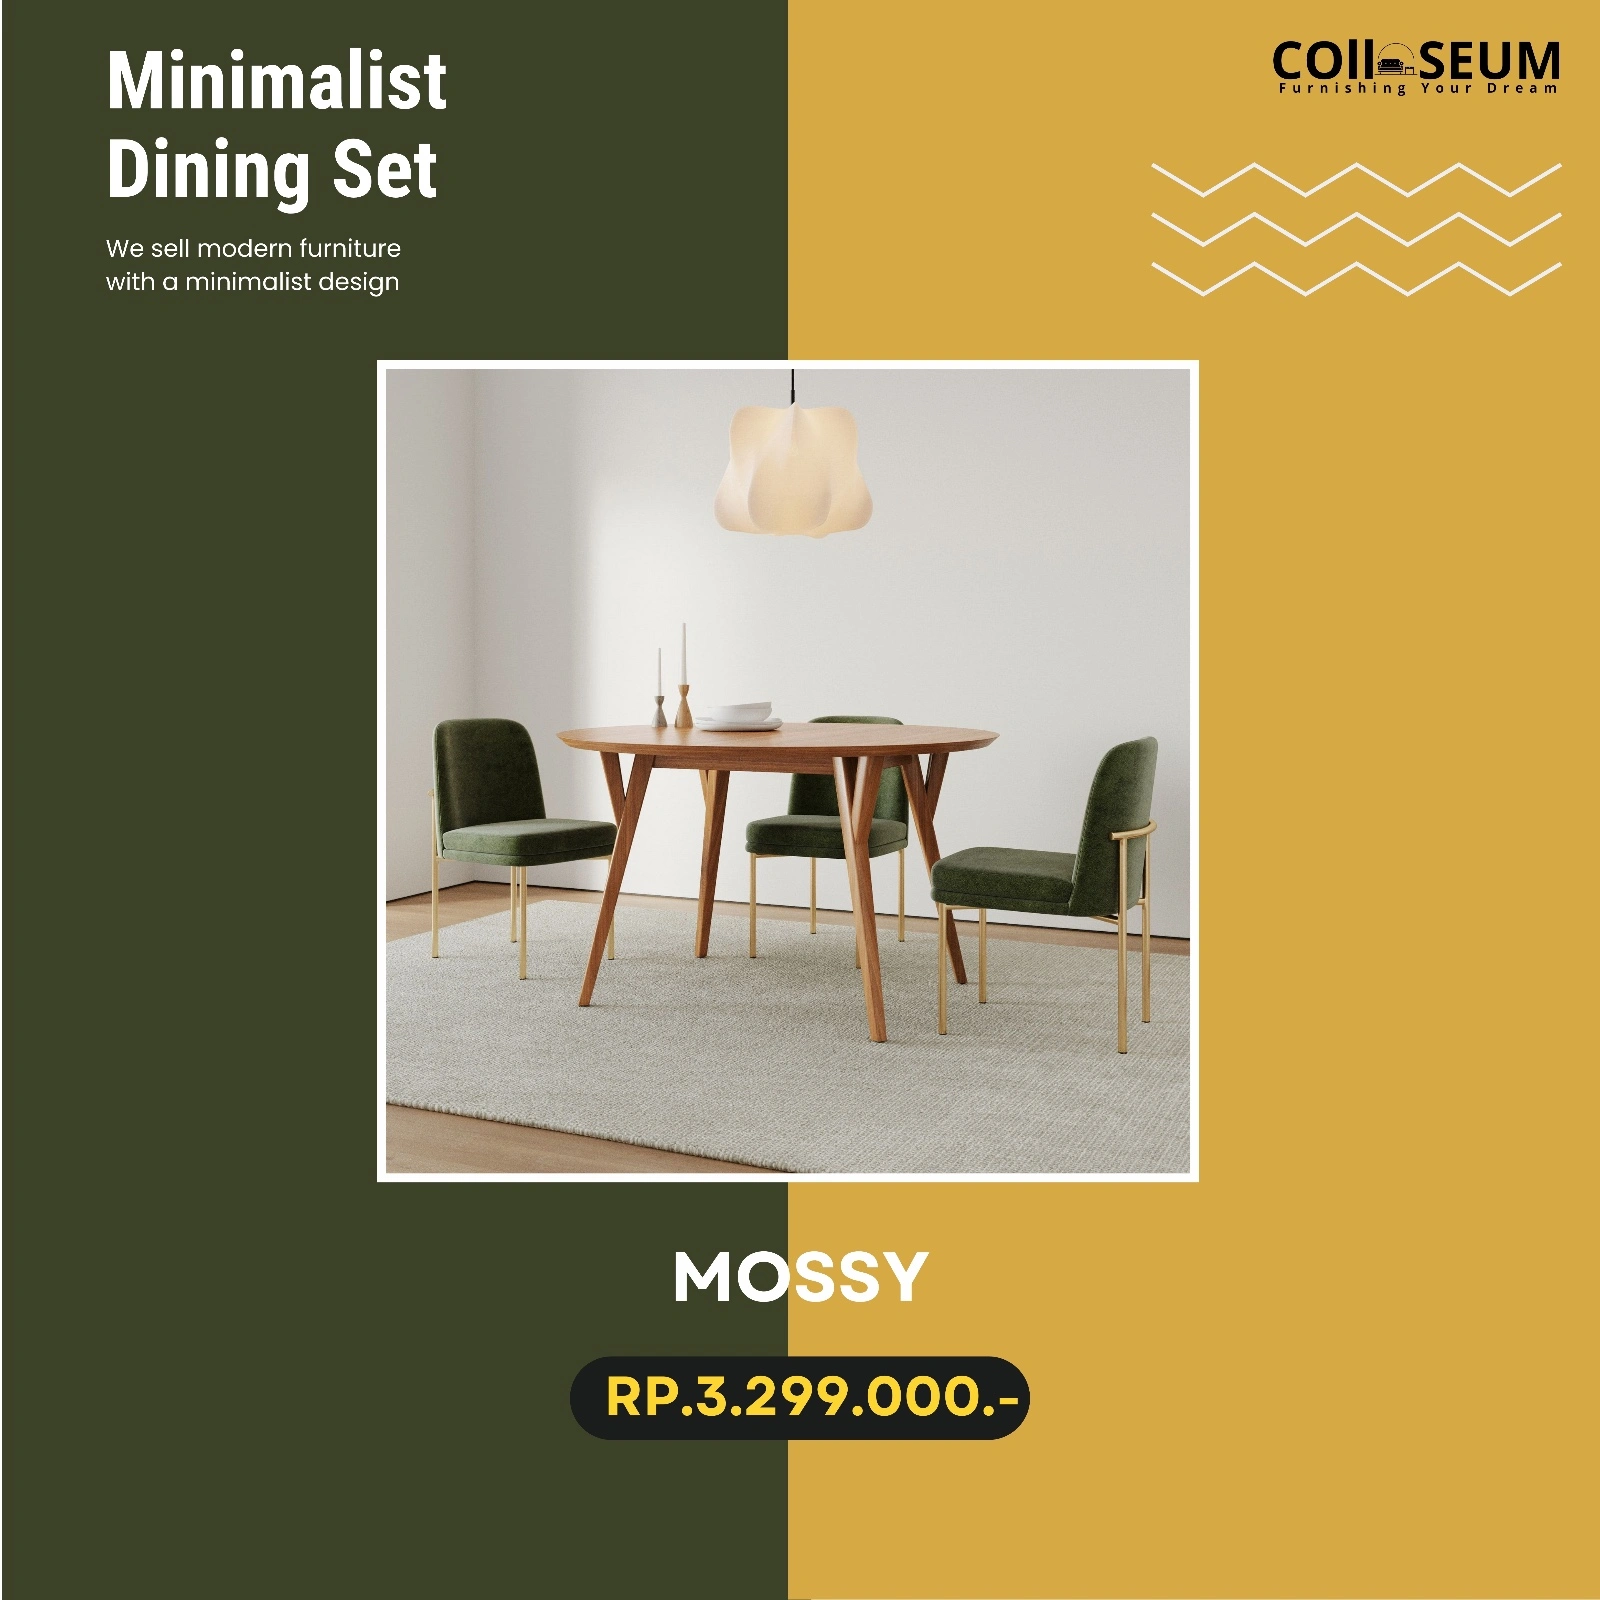 Minimalist
Dining Set
We sell modern furniture
with a minimalist design
COllOSEUM
Furnishing Your Dream
MOSSY
RP.3.299.000.-